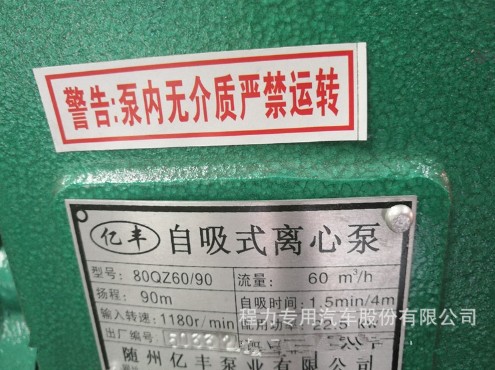 警告:泵内无介质严禁运转
亿丰 自吸式离心泵
型号: 80QZ60/90 流量: 60 m³/h
扬程: 90m 自吸时间: 1.5min/4m
输入转速: 1180r/min 22.5 kw
程力专用汽车股份有限公司
出厂编号
随州亿丰泵业有限公司